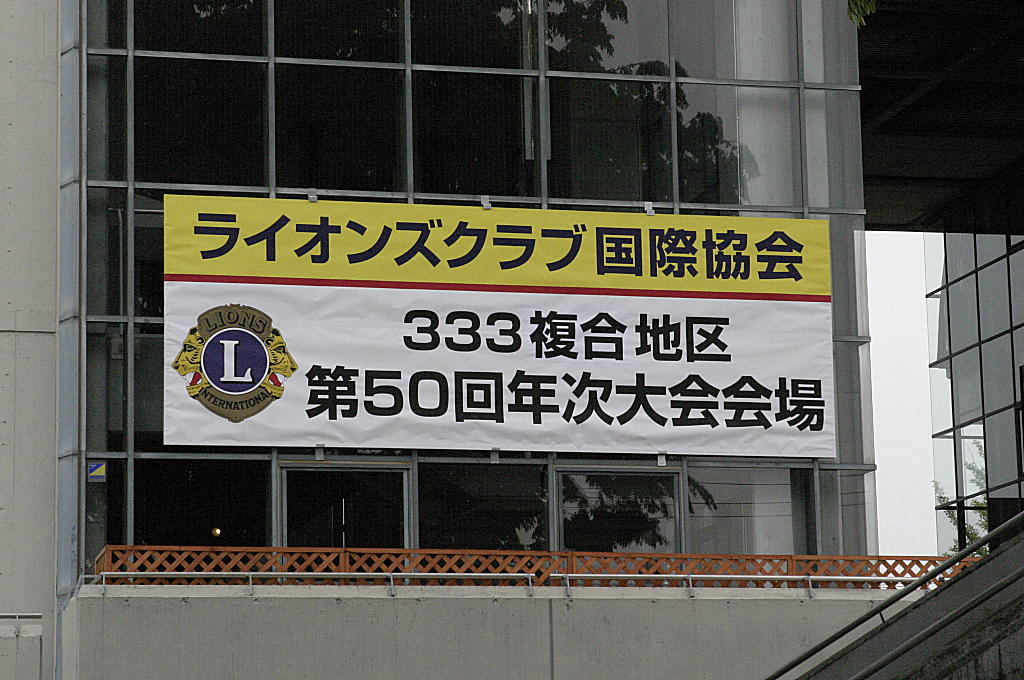 ライオンズクラブ国際協会
333複合地区
第50回年次大会会場
LIONS
L
INTERNATIONAL